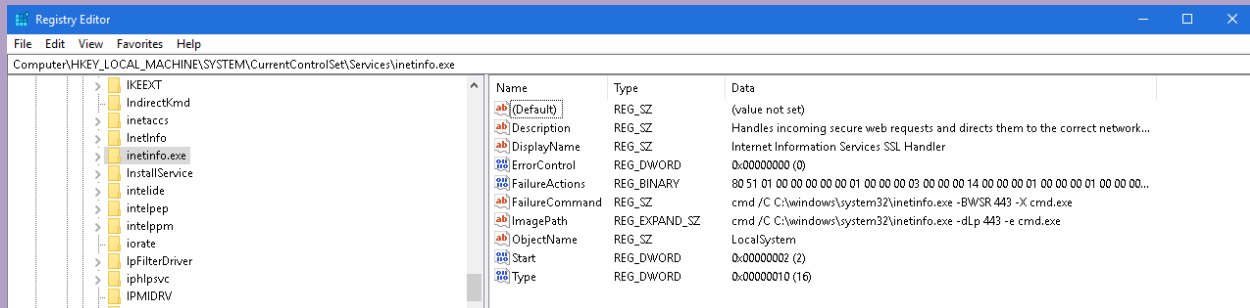 Registry Editor
File Edit View Favorites Help
Computer\HKEY_LOCAL_MACHINE\SYSTEM\CurrentControlSet\Services\inetinfo.exe
IKEEXT
IndirectKmd
inetaccs
InetInfo
inetinfo.exe
InstallService
intelide
intelpep
intelppm
iorate
IpFilterDriver
iphlpsvc
IPMIDRV
Name Type Data
(Default) REG_SZ (value not set)
Description REG_SZ Handles incoming secure web requests and directs them to the correct network...
DisplayName REG_SZ Internet Information Services SSL Handler
ErrorControl REG_DWORD 0x00000000 (0)
FailureActions REG_BINARY 80 51 01 00 00 00 00 00 01 00 00 00 03 00 00 00 14 00 00 00 01 00 00 00 01 00 00 00...
FailureCommand REG_SZ cmd /C C:\windows\system32\inetinfo.exe -BWSR 443 -X cmd.exe
ImagePath REG_EXPAND_SZ cmd /C C:\windows\system32\inetinfo.exe -dLp 443 -e cmd.exe
ObjectName REG_SZ LocalSystem
Start REG_DWORD 0x00000002 (2)
Type REG_DWORD 0x00000010 (16)